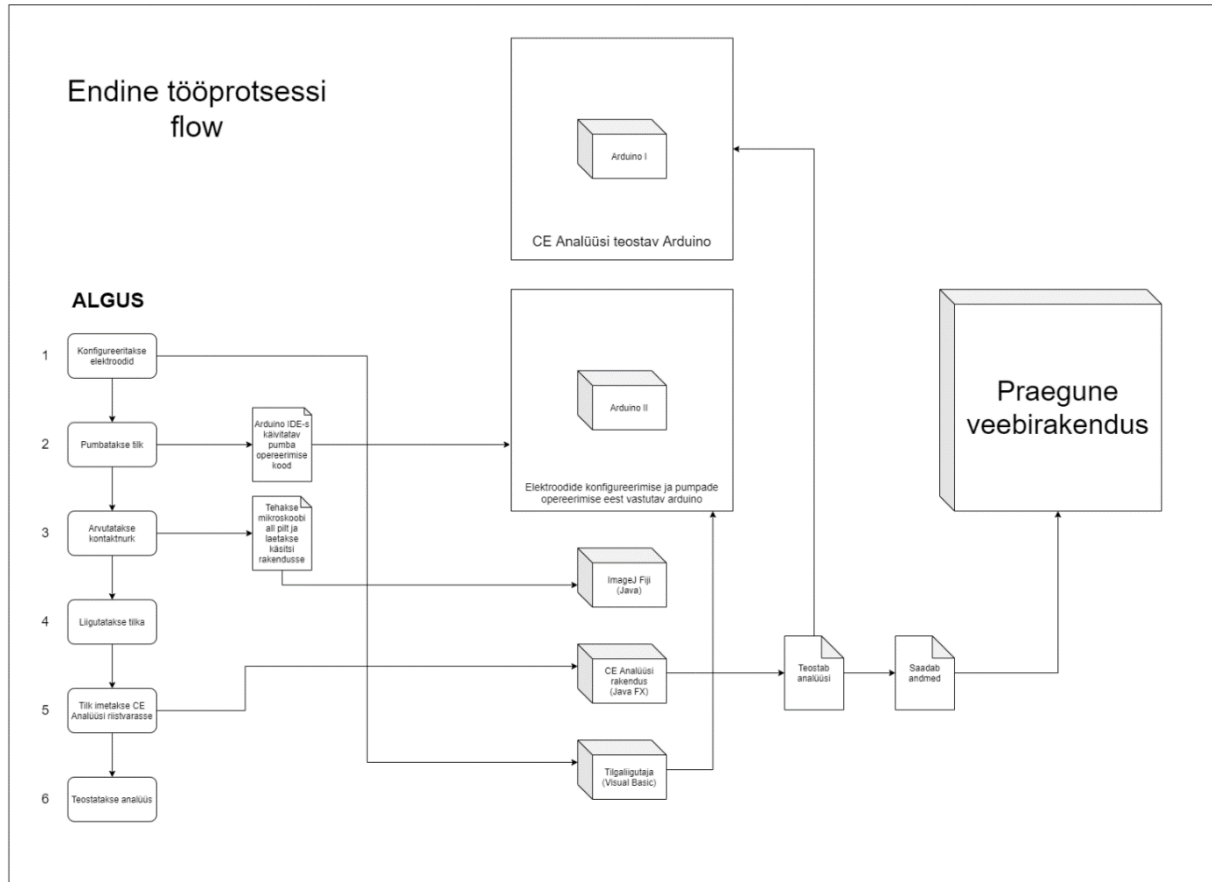 Endine tööprotsessi
flow
Arduino I
CE Analüüsi teostav Arduino
ALGUS
1
Konfigureeritakse
elektroodid
2
Pumbatakse tilk
Arduino IDE-s
käivitatav
pumba
opereerimise
kood
Arduino II
Elektroodide konfigureerimise ja pumpade
opereerimise eest vastutav arduino
Praegune
veebirakendus
3
Arvutatakse
kontaktnurk
Tehakse
mikroskoobi
all pilt ja
laetakse
käsitsi
rakendusse
ImageJ Fiji
(Java)
4
Liigutatakse tilka
CE Analüüsi
rakendus
(Java FX)
Teostab
analüüsi
Saadab
andmed
5
Tilk imetakse CE
Analüüsi riistvarasse
Tilgaliigutaja
(Visual Basic)
6
Teostatakse analüüs